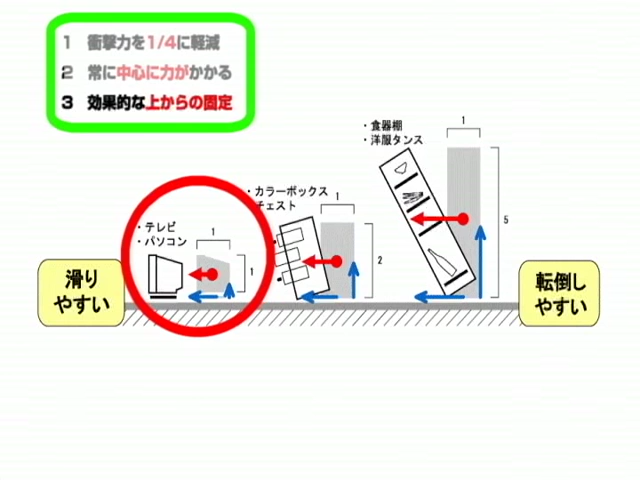 1 衝撃力を1/4に軽減
2 常に中心に力がかかる
3 効果的な上からの固定
・食器棚
・洋服タンス
1
5
・カラーボックス
チェスト
1
2
・テレビ
・パソコン
1
1
滑り
やすい
転倒し
やすい